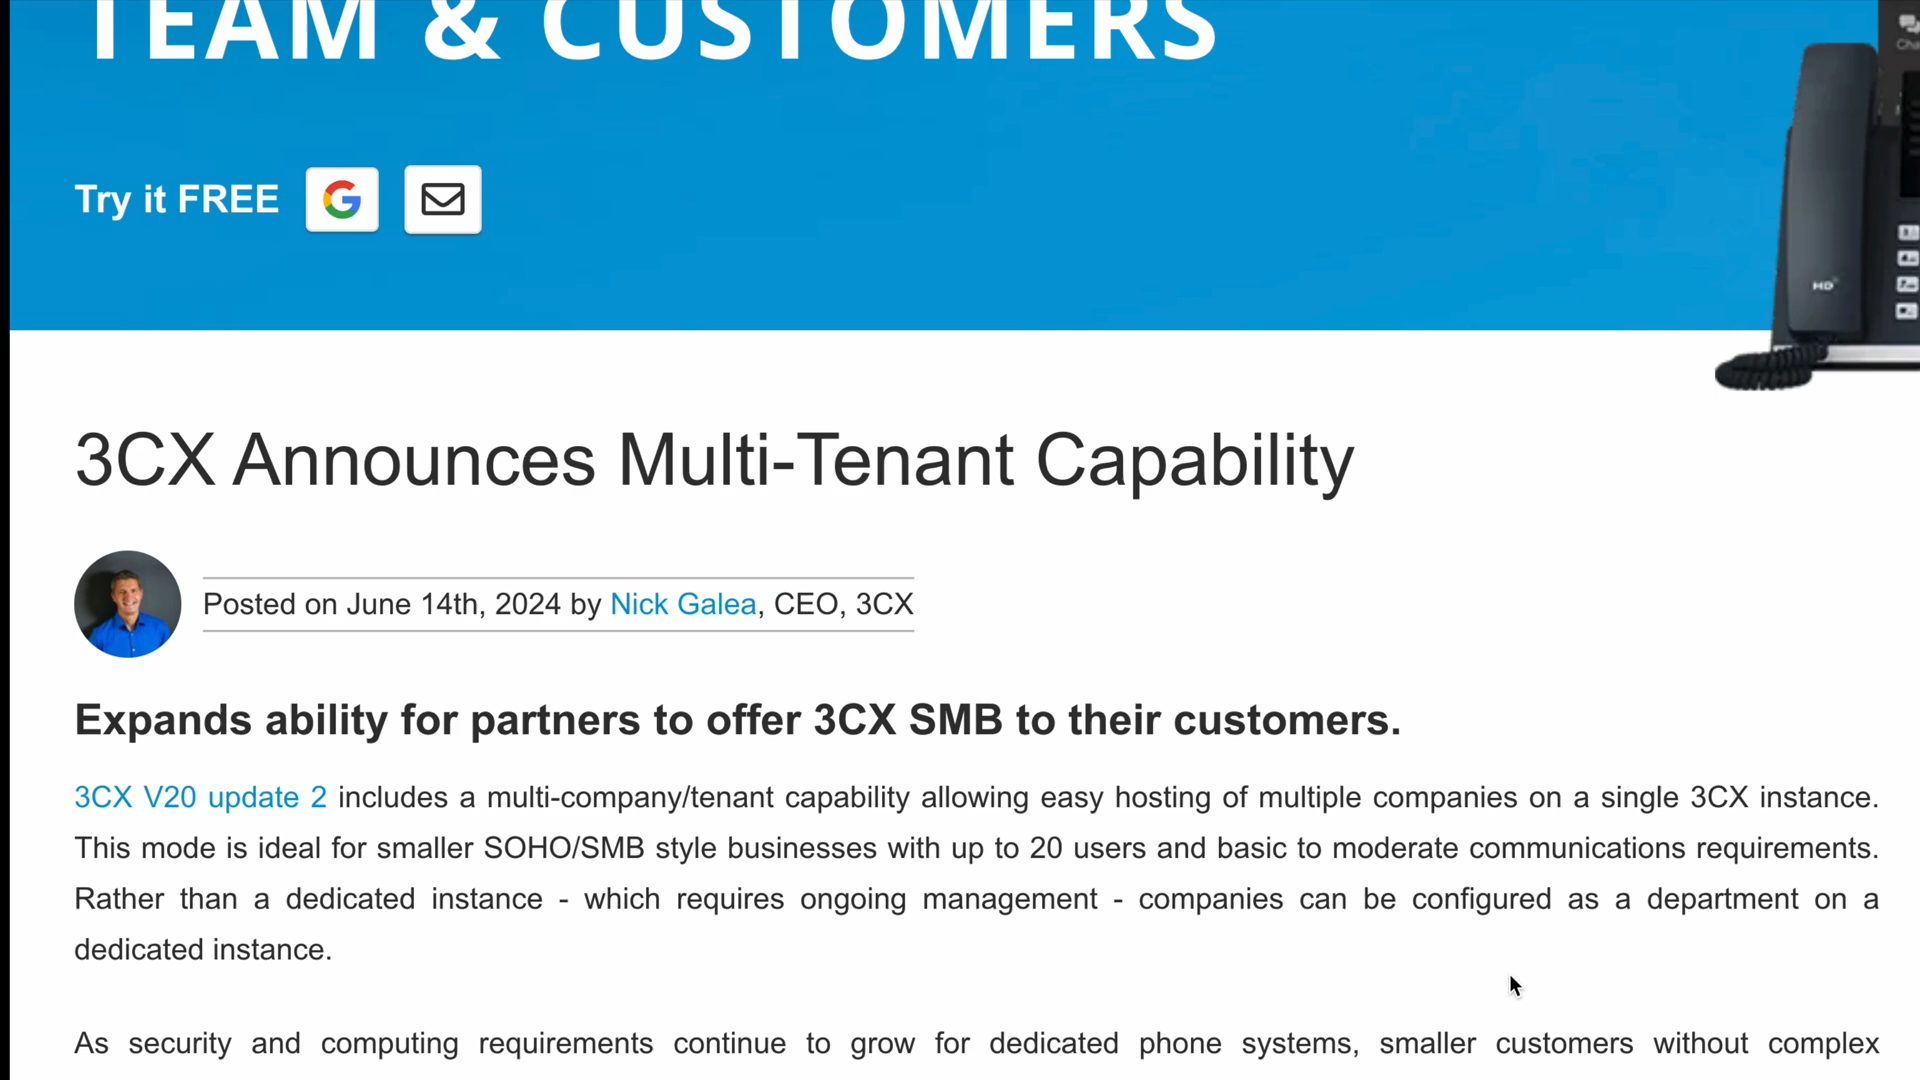 TEAM & CUSTOMERS
Try it FREE
HD
3CX Announces Multi-Tenant Capability
Posted on June 14th, 2024 by Nick Galea, CEO, 3CX
Expands ability for partners to offer 3CX SMB to their customers.
3CX V20 update 2 includes a multi-company/tenant capability allowing easy hosting of multiple companies on a single 3CX instance.
This mode is ideal for smaller SOHO/SMB style businesses with up to 20 users and basic to moderate communications requirements.
Rather than a dedicated instance - which requires ongoing management - companies can be configured as a department on a
dedicated instance.
As security and computing requirements continue to grow for dedicated phone systems, smaller customers without complex